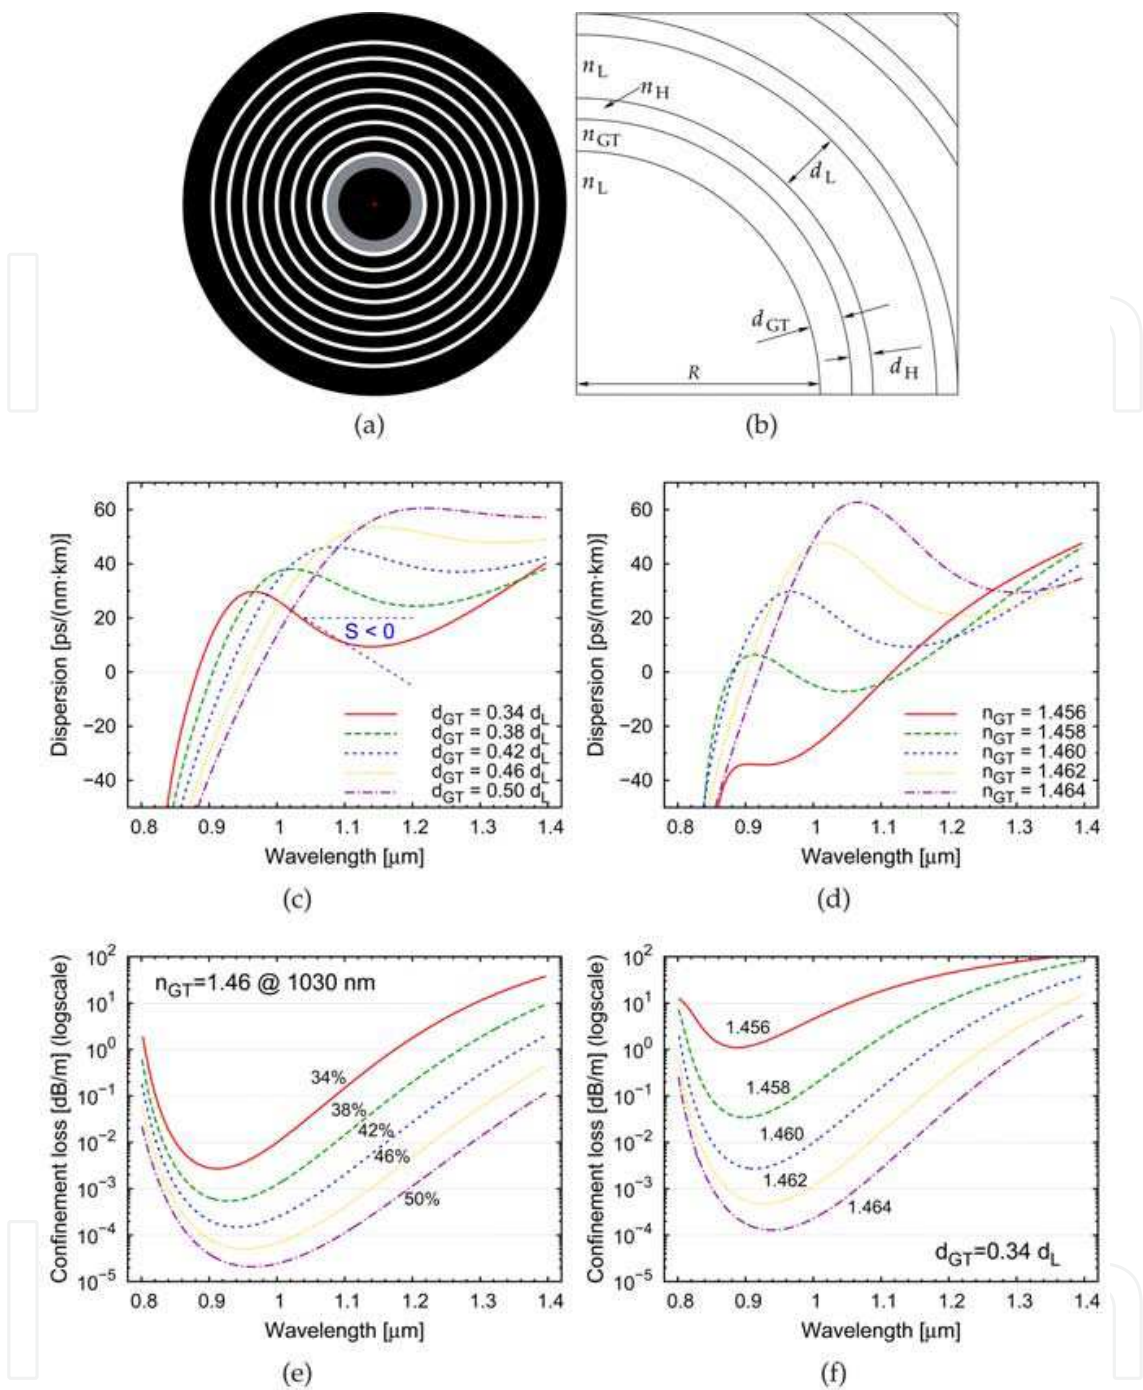 n_L
n_H
n_GT
n_L
d_L
d_GT
d_H
R
(a)
(b)
Dispersion [ps/(nm·km)]
60
40
20
0
−20
−40
S < 0
d_GT = 0.34 d_L
d_GT = 0.38 d_L
d_GT = 0.42 d_L
d_GT = 0.46 d_L
d_GT = 0.50 d_L
0.8 0.9 1 1.1 1.2 1.3 1.4
Wavelength [μm]
(c)
Dispersion [ps/(nm·km)]
60
40
20
0
−20
−40
n_GT = 1.456
n_GT = 1.458
n_GT = 1.460
n_GT = 1.462
n_GT = 1.464
0.8 0.9 1 1.1 1.2 1.3 1.4
Wavelength [μm]
(d)
Confinement loss [dB/m] (logscale)
10^2
10^1
10^0
10^−1
10^−2
10^−3
10^−4
10^−5
n_GT=1.46 @ 1030 nm
34%
38%
42%
46%
50%
0.8 0.9 1 1.1 1.2 1.3 1.4
Wavelength [μm]
(e)
Confinement loss [dB/m] (logscale)
10^2
10^1
10^0
10^−1
10^−2
10^−3
10^−4
10^−5
1.456
1.458
1.460
1.462
1.464
d_GT=0.34 d_L
0.8 0.9 1 1.1 1.2 1.3 1.4
Wavelength [μm]
(f)